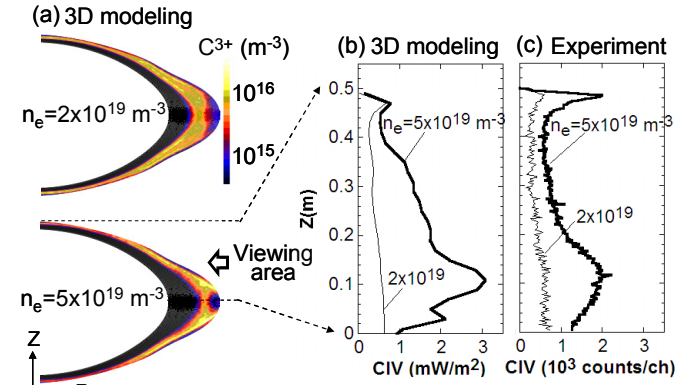 (a) 3D modeling
C³⁺ (m⁻³)
10¹⁶
10¹⁵
nₑ=2x10¹⁹ m⁻³
nₑ=5x10¹⁹ m⁻³
Viewing
area
Z
(b) 3D modeling
0.5
0.4
0.3
0.2
0.1
0
Z(m)
nₑ=5x10¹⁹ m⁻³
2x10¹⁹
0 1 2 3
CIV (mW/m²)
(c) Experiment
nₑ=5x10¹⁹ m⁻³
2x10¹⁹
0 2 4
CIV (10³ counts/ch)